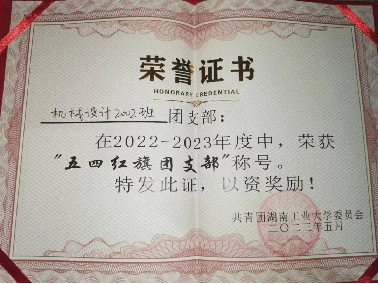 荣誉证书
HONORARY CREDENTIAL
机械设计2002班 团支部：
在2022-2023年度中，荣获
"五四红旗团支部"称号。
特发此证，以资奖励！
共青团湖南工业大学委员会
二〇二三年五月